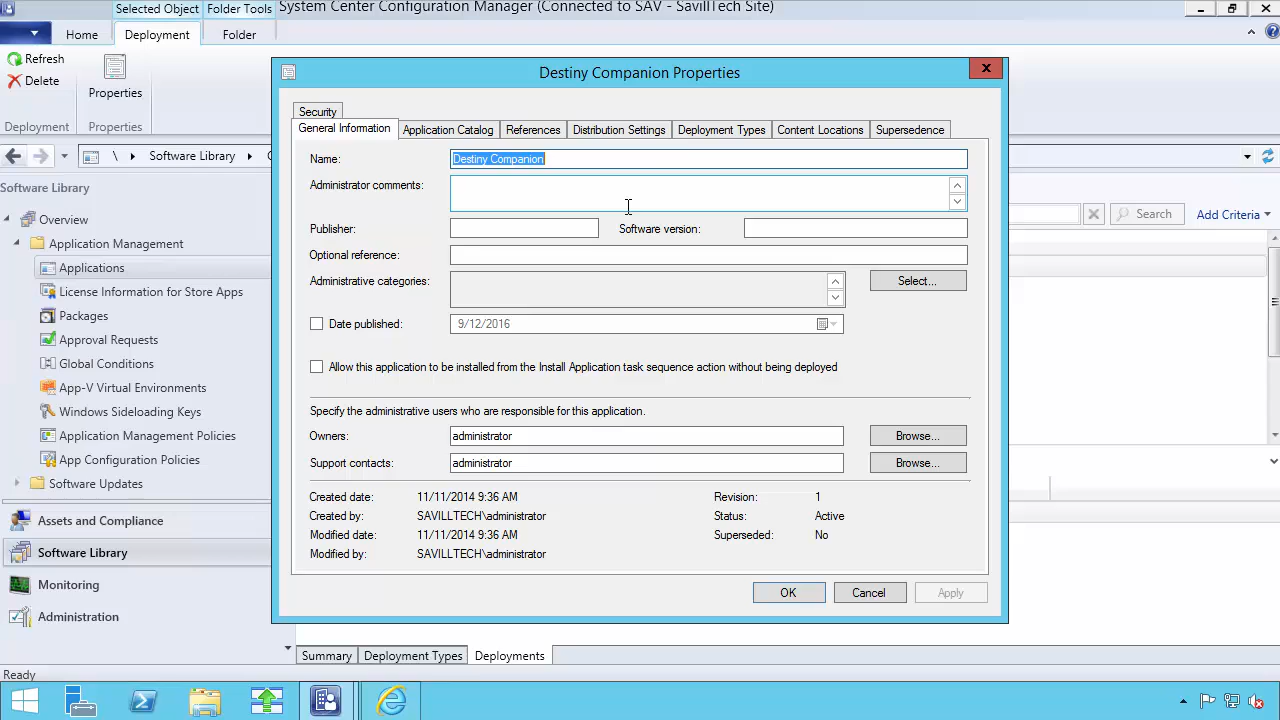 Selected Object Folder Tools System Center Configuration Manager (Connected to SAV - SavillTech Site)
Home Deployment Folder
Refresh
Delete
Properties
Deployment Properties
\ Software Library
Software Library
Search Add Criteria
Overview
Application Management
Applications
License Information for Store Apps
Packages
Approval Requests
Global Conditions
App-V Virtual Environments
Windows Sideloading Keys
Application Management Policies
App Configuration Policies
Software Updates
Assets and Compliance
Software Library
Monitoring
Administration
Destiny Companion Properties
Security
General Information Application Catalog References Distribution Settings Deployment Types Content Locations Supersedence
Name: Destiny Companion
Administrator comments:
Publisher: Software version:
Optional reference:
Administrative categories: Select...
Date published: 9/12/2016
Allow this application to be installed from the Install Application task sequence action without being deployed
Specify the administrative users who are responsible for this application.
Owners: administrator Browse...
Support contacts: administrator Browse...
Created date: 11/11/2014 9:36 AM Revision: 1
Created by: SAVILLTECH\administrator Status: Active
Modified date: 11/11/2014 9:36 AM Superseded: No
Modified by: SAVILLTECH\administrator
OK Cancel Apply
Summary Deployment Types Deployments
Ready